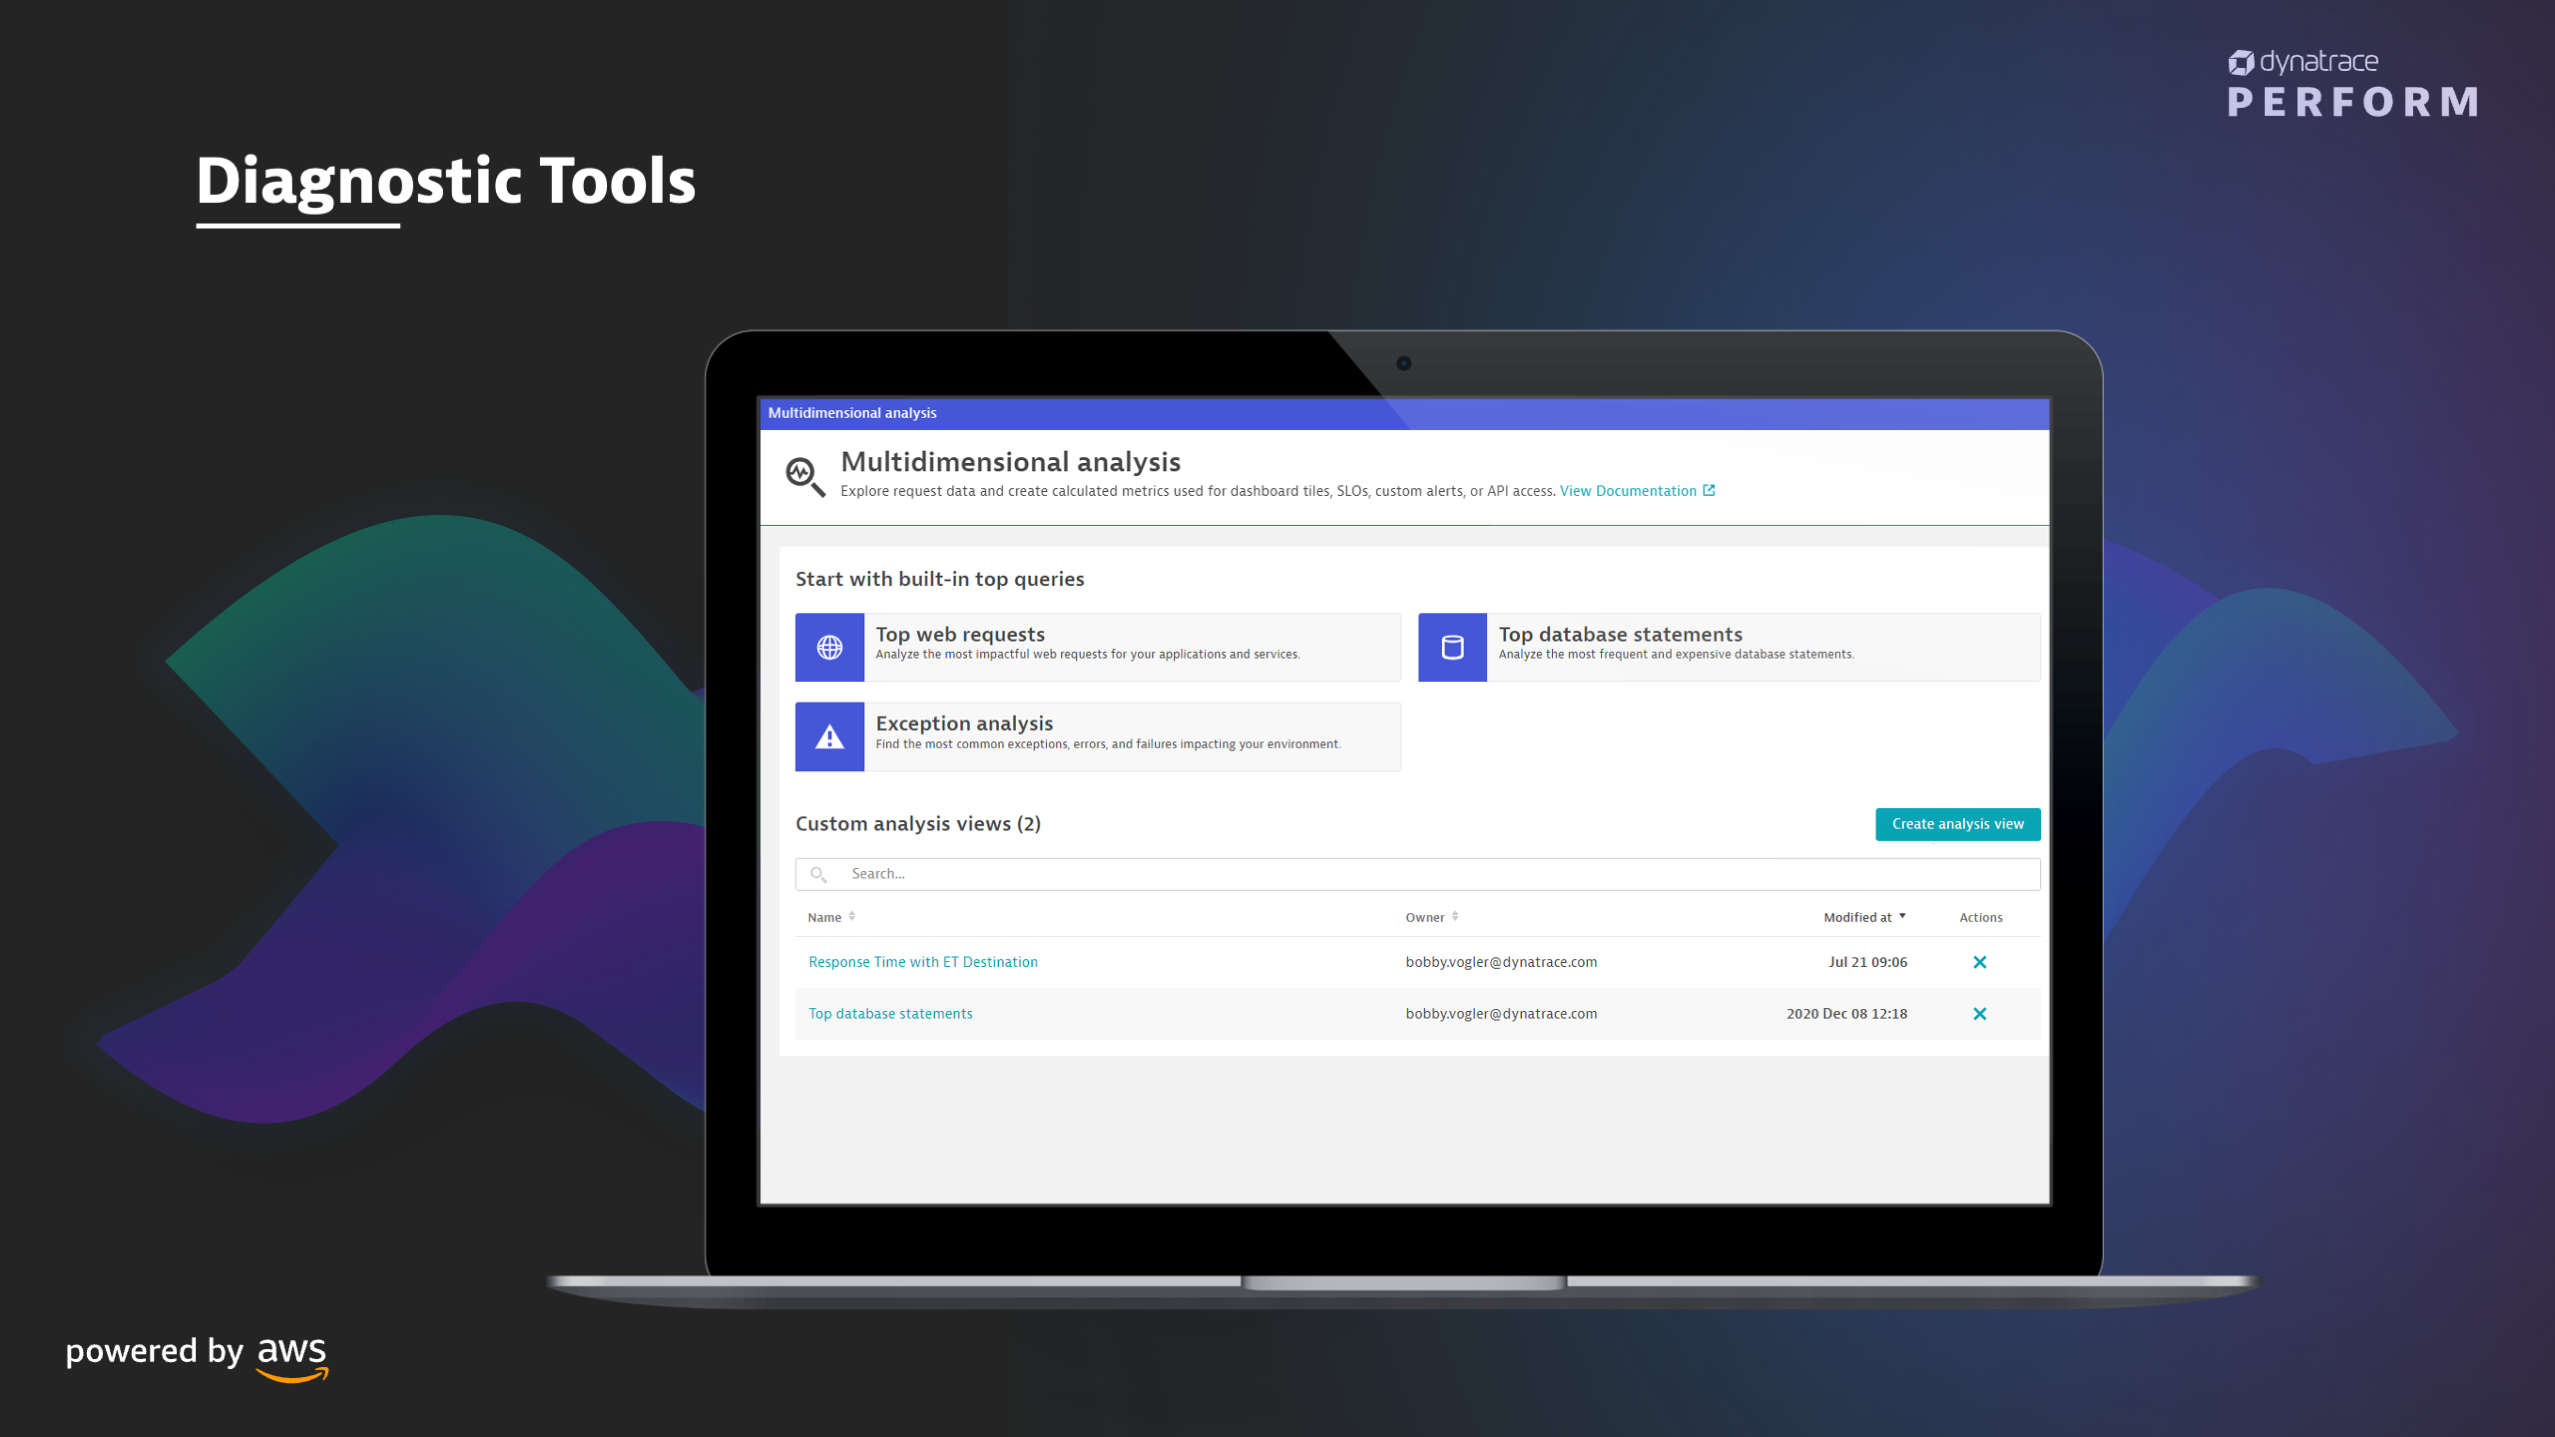 dynatrace
PERFORM
Diagnostic Tools
Multidimensional analysis
Multidimensional analysis
Explore request data and create calculated metrics used for dashboard tiles, SLOs, custom alerts, or API access. View Documentation
Start with built-in top queries
Top web requests
Analyze the most impactful web requests for your applications and services.
Top database statements
Analyze the most frequent and expensive database statements.
Exception analysis
Find the most common exceptions, errors, and failures impacting your environment.
Custom analysis views (2)
Create analysis view
Search...
Name Owner Modified at Actions
Response Time with ET Destination bobby.vogler@dynatrace.com Jul 21 09:06
Top database statements bobby.vogler@dynatrace.com 2020 Dec 08 12:18
powered by aws